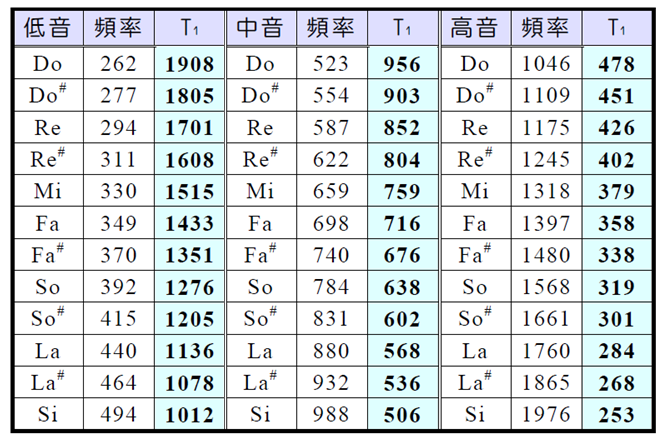 低音 頻率 T1 中音 頻率 T1 高音 頻率 T1
Do 262 1908 Do 523 956 Do 1046 478
Do# 277 1805 Do# 554 903 Do# 1109 451
Re 294 1701 Re 587 852 Re 1175 426
Re# 311 1608 Re# 622 804 Re# 1245 402
Mi 330 1515 Mi 659 759 Mi 1318 379
Fa 349 1433 Fa 698 716 Fa 1397 358
Fa# 370 1351 Fa# 740 676 Fa# 1480 338
So 392 1276 So 784 638 So 1568 319
So# 415 1205 So# 831 602 So# 1661 301
La 440 1136 La 880 568 La 1760 284
La# 464 1078 La# 932 536 La# 1865 268
Si 494 1012 Si 988 506 Si 1976 253